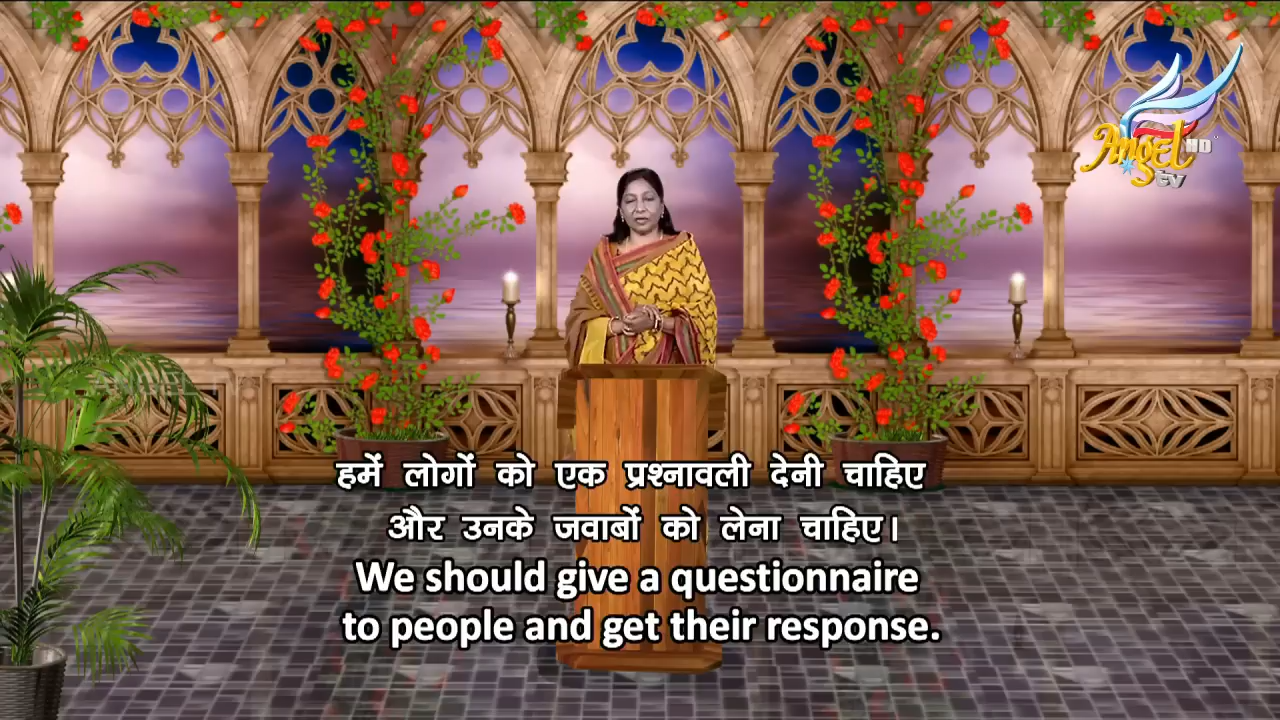 Angel HD
tv
हमें लोगों को एक प्रश्नावली देनी चाहिए
और उनके जवाबों को लेना चाहिए।
We should give a questionnaire
to people and get their response.